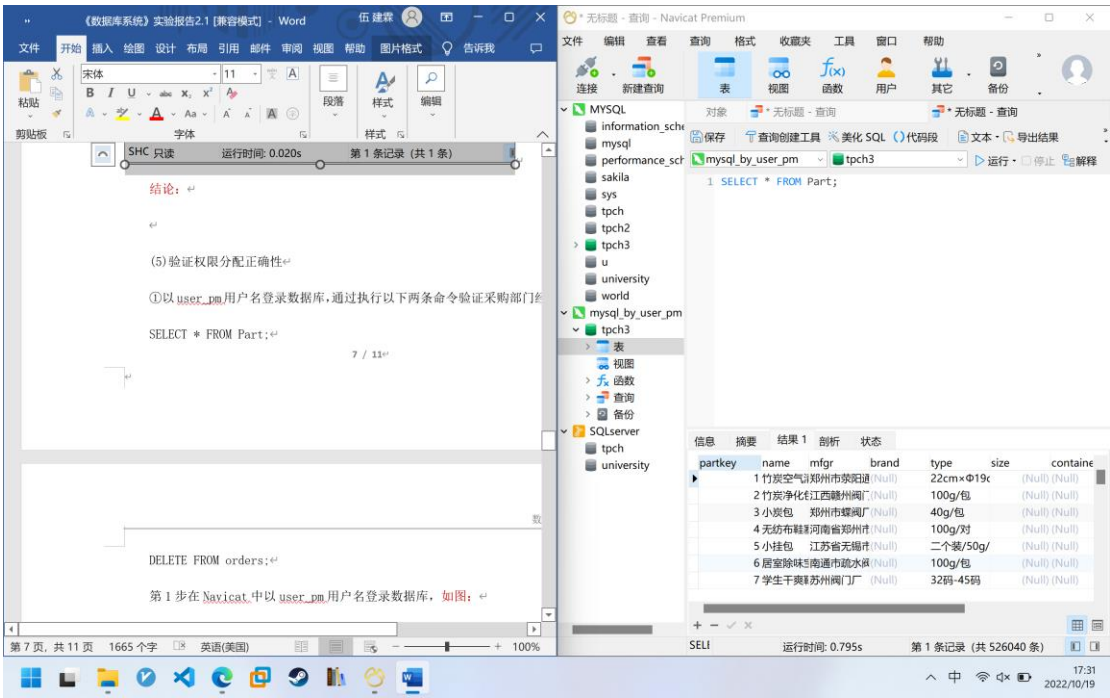 《数据库系统》实验报告2.1 [兼容模式] - Word 伍 建霖
文件 开始 插入 绘图 设计 布局 引用 邮件 审阅 视图 帮助 图片格式 告诉我
宋体 11
粘贴 段落 样式 编辑
剪贴板 字体 样式
SHC 只读 运行时间: 0.020s 第 1 条记录 (共 1 条)
结论:
(5)验证权限分配正确性
①以 user_pm 用户名登录数据库,通过执行以下两条命令验证采购部门
SELECT * FROM Part;
7 / 11
DELETE FROM orders;
第 1 步在 Navicat 中以 user_pm 用户名登录数据库, 如图:
第 7 页, 共 11 页 1665 个字 英语(美国) 100%
* 无标题 - 查询 - Navicat Premium
文件 编辑 查看 查询 格式 收藏夹 工具 窗口 帮助
连接 新建查询 表 视图 函数 用户 其它 备份
MYSQL
information_sche
mysql
performance_sch
sakila
sys
tpch
tpch2
tpch3
u
university
world
mysql_by_user_pm
tpch3
表
视图
函数
查询
备份
SQLserver
tpch
university
对象 * 无标题 - 查询 * 无标题 - 查询
保存 查询创建工具 美化 SQL ()代码段 文本 导出结果
mysql_by_user_pm tpch3 运行 停止 解释
1 SELECT * FROM Part;
信息 摘要 结果 1 剖析 状态
partkey name mfgr brand type size containe
1 竹炭空气 郑州市荥阳 (Null) 22cm×Φ19c (Null) (Null)
2 竹炭净化 江西赣州阀门 (Null) 100g/包 (Null) (Null)
3 小炭包 郑州市蝶阀厂 (Null) 40g/包 (Null) (Null)
4 无纺布鞋 河南省郑州市 (Null) 100g/对 (Null) (Null)
5 小挂包 江苏省无锡市 (Null) 二个装/50g/ (Null) (Null)
6 居室除味 南通市疏水阀 (Null) 100g/包 (Null) (Null)
7 学生干爽 苏州阀门厂 (Null) 32码-45码 (Null) (Null)
SELI 运行时间: 0.795s 第 1 条记录 (共 526040 条)
中 17:31
2022/10/19